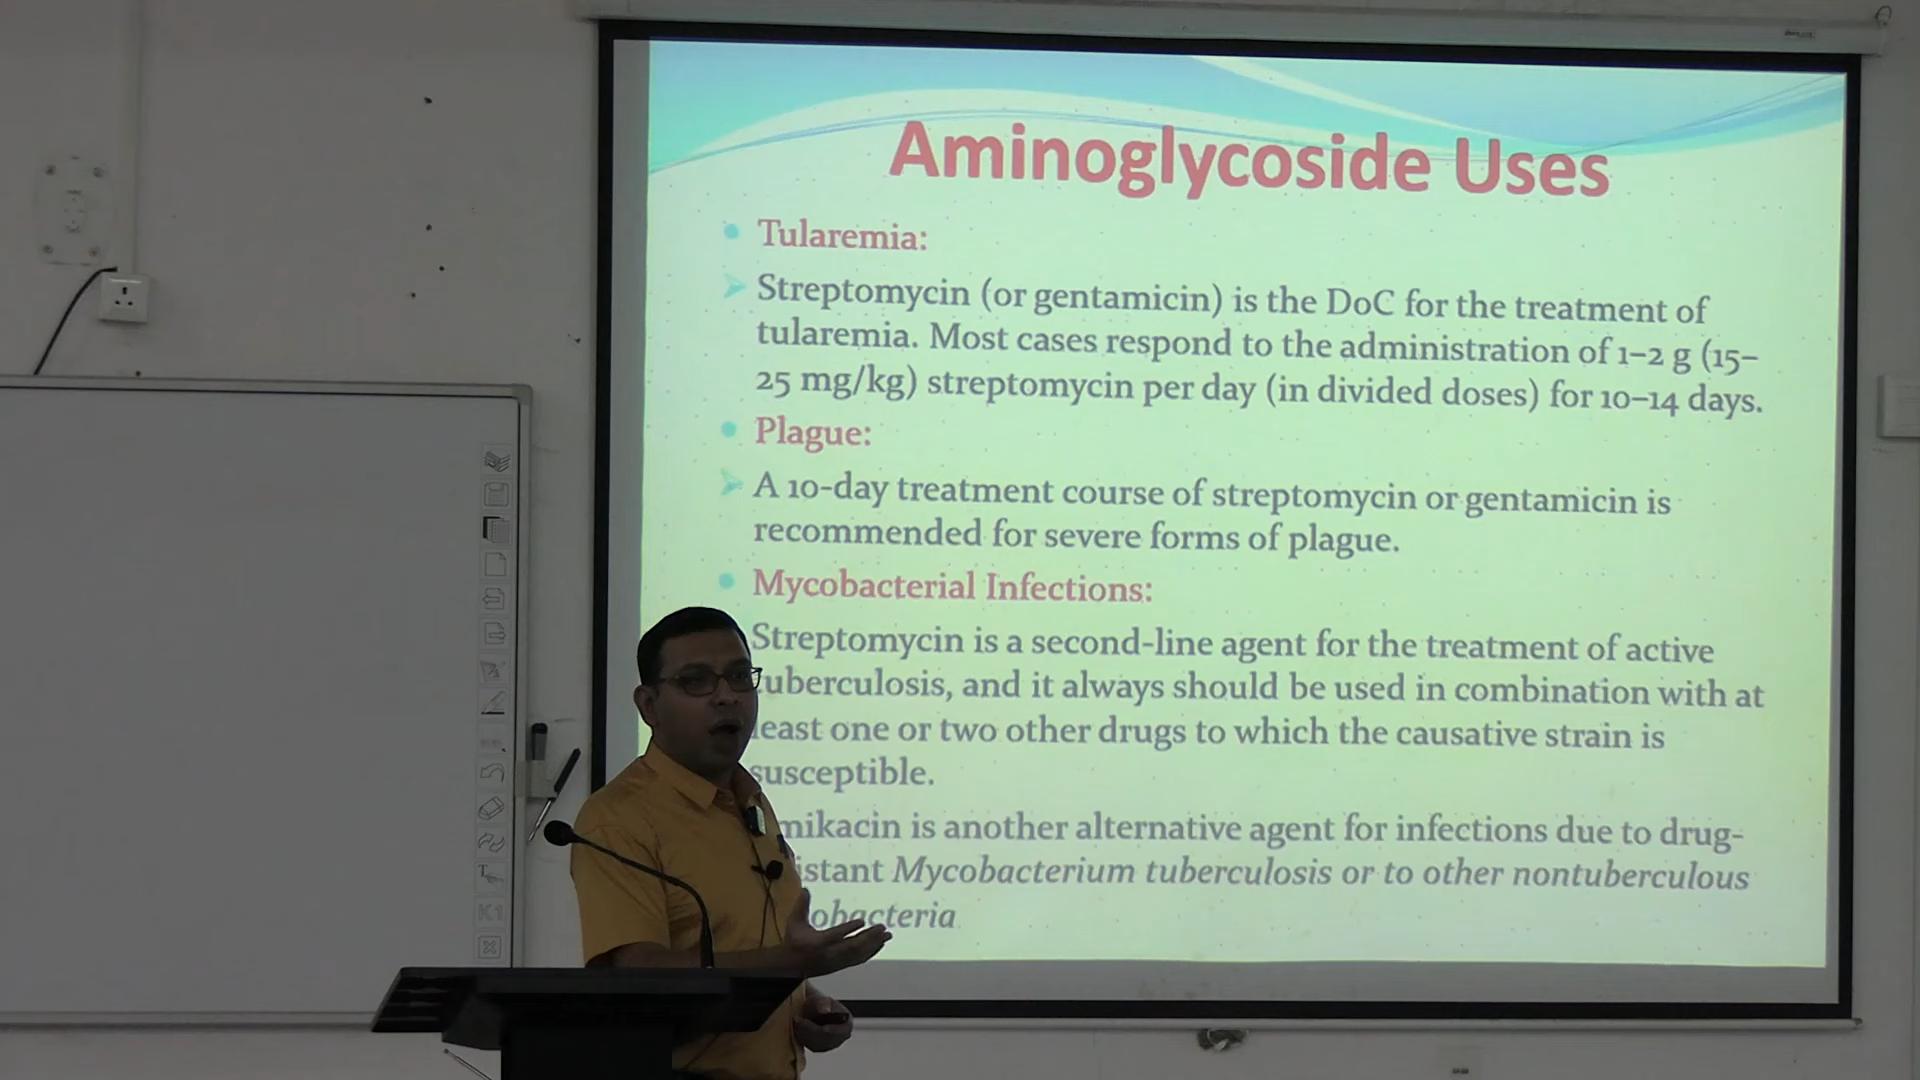 Aminoglycoside Uses
Tularemia:
Streptomycin (or gentamicin) is the DoC for the treatment of
tularemia. Most cases respond to the administration of 1–2 g (15–
25 mg/kg) streptomycin per day (in divided doses) for 10–14 days.
Plague:
A 10-day treatment course of streptomycin or gentamicin is
recommended for severe forms of plague.
Mycobacterial Infections:
Streptomycin is a second-line agent for the treatment of active
tuberculosis, and it always should be used in combination with at
least one or two other drugs to which the causative strain is
susceptible.
mikacin is another alternative agent for infections due to drug-
istant Mycobacterium tuberculosis or to other nontuberculous
obacteria
K1